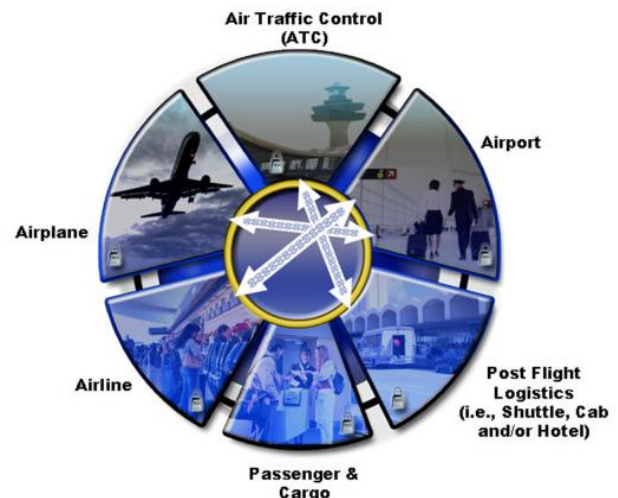 Air Traffic Control
(ATC)
Airport
Airplane
Airline
Post Flight
Logistics
(i.e., Shuttle, Cab
and/or Hotel)
Passenger &
Cargo